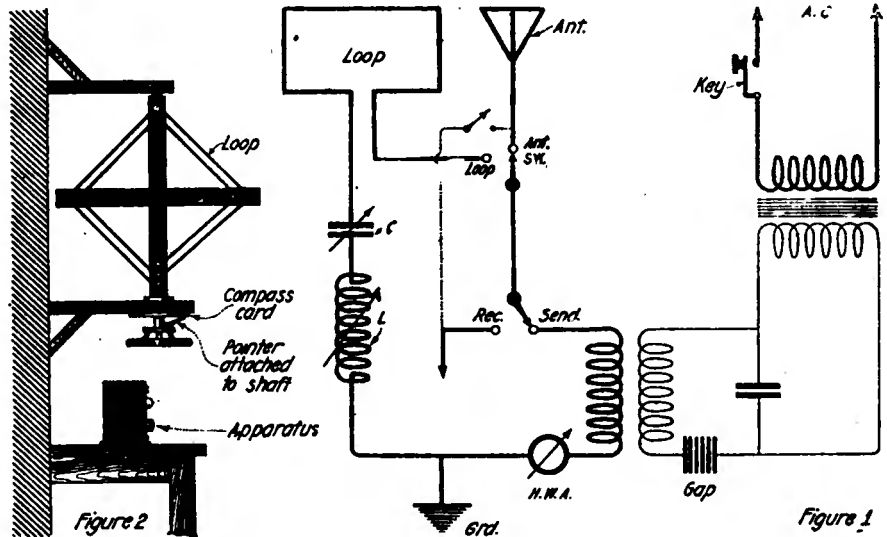 Loop
Compass
card
Pointer
attached
to shaft
Apparatus
Figure 2
Loop
Ant.
Loop
Ant.
SW.
C
L
Rec.
Send.
H.W.A.
Grd.
A.C
Key
Gap
Figure 1